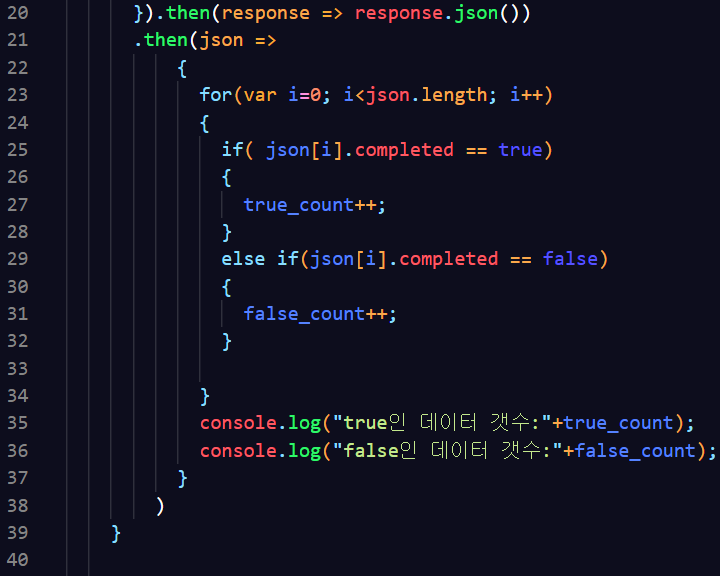 20 }).then(response => response.json())
21 .then(json =>
22 {
23 for(var i=0; i<json.length; i++)
24 {
25 if( json[i].completed == true)
26 {
27 true_count++;
28 }
29 else if(json[i].completed == false)
30 {
31 false_count++;
32 }
33
34 }
35 console.log("true인 데이터 갯수:"+true_count);
36 console.log("false인 데이터 갯수:"+false_count);
37 }
38 )
39 }
40